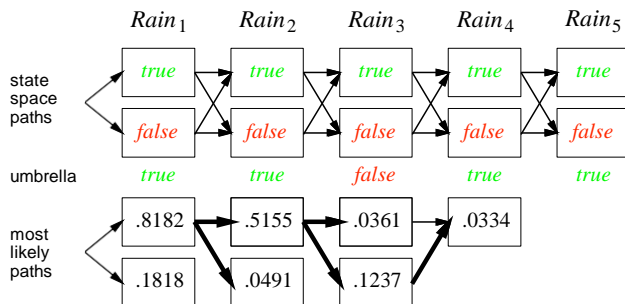 Rain1 Rain2 Rain3 Rain4 Rain5
state space paths
true true true true true
false false false false false
umbrella true true false true true
most likely paths
.8182 .5155 .0361 .0334
.1818 .0491 .1237